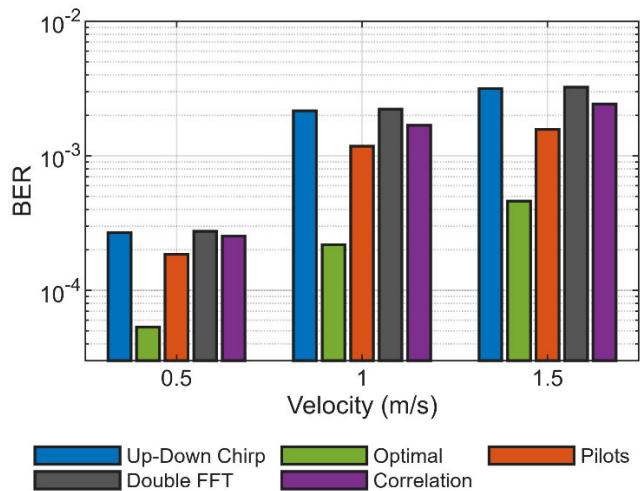 10^-2
10^-3
10^-4
BER
0.5 1 1.5
Velocity (m/s)
Up-Down Chirp Optimal Pilots
Double FFT Correlation